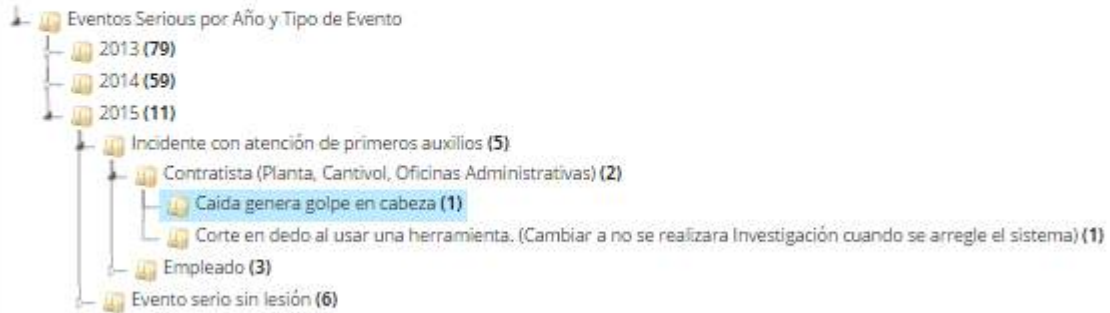 Eventos Serious por Año y Tipo de Evento
2013 (79)
2014 (59)
2015 (11)
Incidente con atención de primeros auxilios (5)
Contratista (Planta, Cantivol, Oficinas Administrativas) (2)
Caida genera golpe en cabeza (1)
Corte en dedo al usar una herramienta. (Cambiar a no se realizara Investigación cuando se arregle el sistema) (1)
Empleado (3)
Evento serio sin lesión (6)